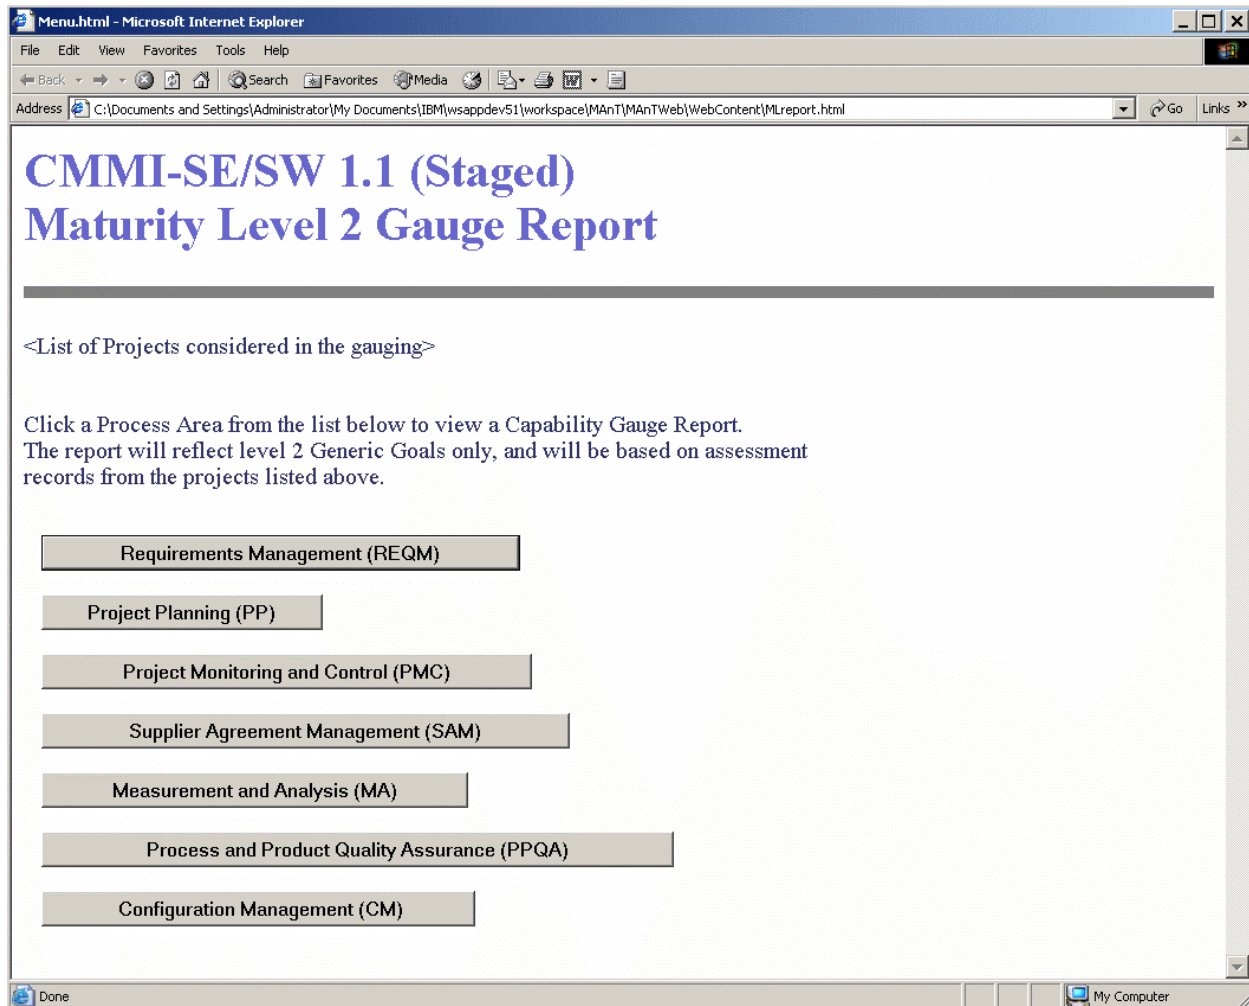 Menu.html - Microsoft Internet Explorer
File Edit View Favorites Tools Help
Back Search Favorites Media
Address C:\Documents and Settings\Administrator\My Documents\IBM\wsappdev51\workspace\MAnT\MAnTWeb\WebContent\MLreport.html Go Links »
CMMI-SE/SW 1.1 (Staged)
Maturity Level 2 Gauge Report
<List of Projects considered in the gauging>
Click a Process Area from the list below to view a Capability Gauge Report.
The report will reflect level 2 Generic Goals only, and will be based on assessment
records from the projects listed above.
Requirements Management (REQM)
Project Planning (PP)
Project Monitoring and Control (PMC)
Supplier Agreement Management (SAM)
Measurement and Analysis (MA)
Process and Product Quality Assurance (PPQA)
Configuration Management (CM)
Done My Computer